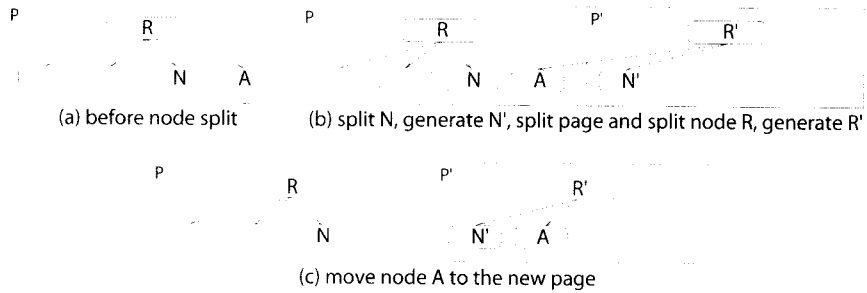 P R P R P' R'
N A N A N'
(a) before node split (b) split N, generate N', split page and split node R, generate R'
P R P' R'
N N' A
(c) move node A to the new page